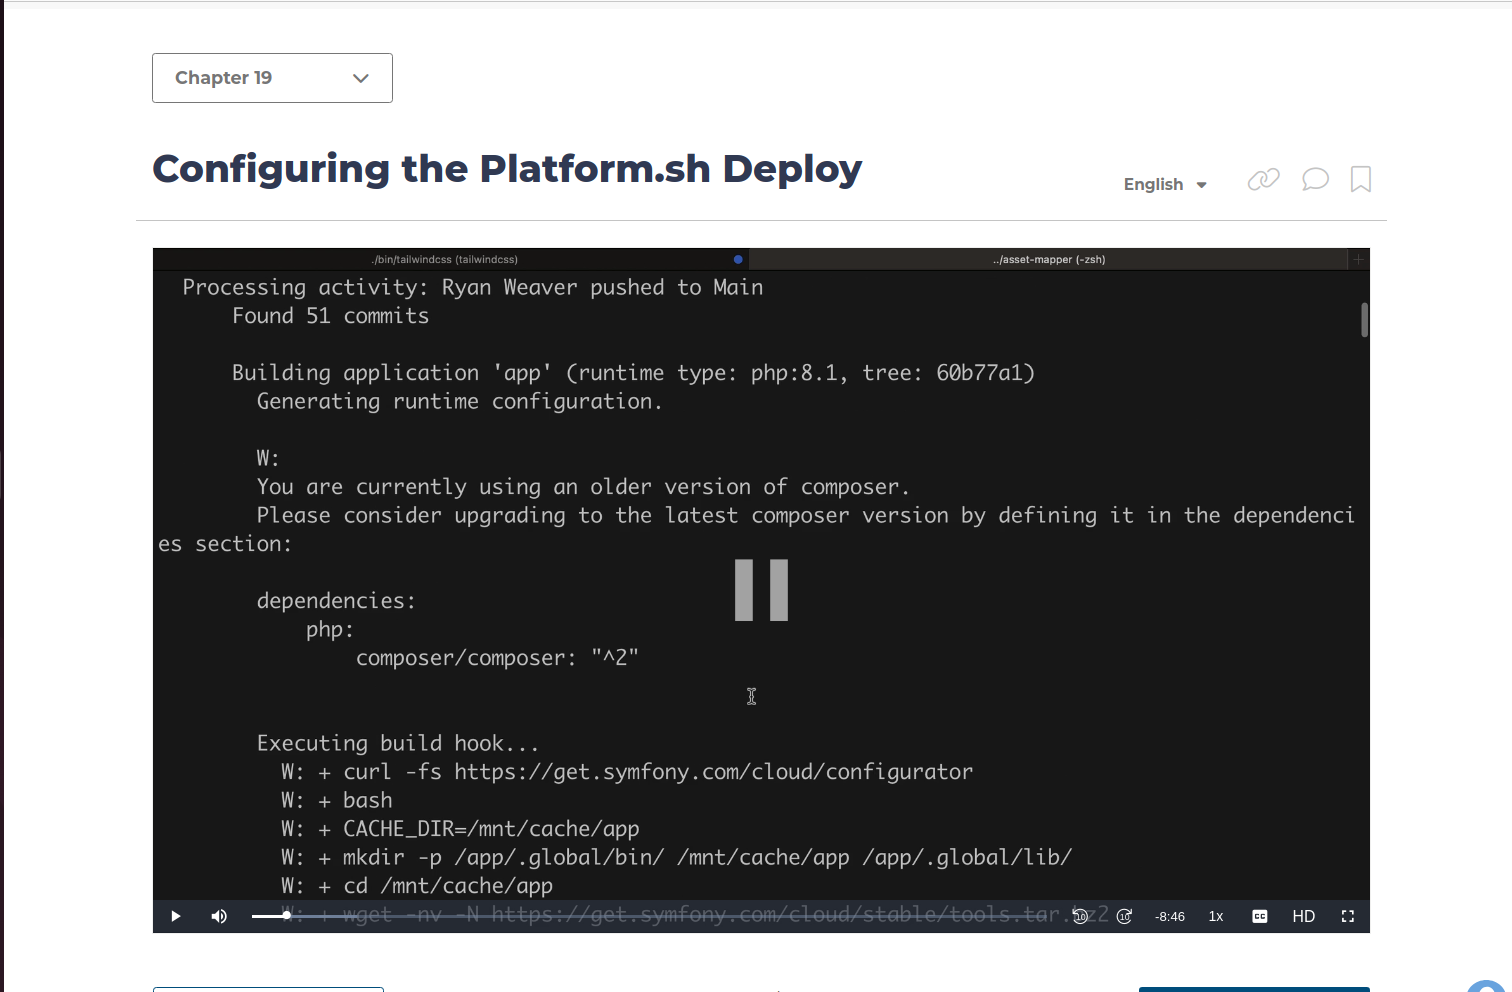 Chapter 19
Configuring the Platform.sh Deploy
English
./bin/tailwindcss (tailwindcss)
../asset-mapper (-zsh)
Processing activity: Ryan Weaver pushed to Main
Found 51 commits
Building application 'app' (runtime type: php:8.1, tree: 60b77a1)
Generating runtime configuration.
W:
You are currently using an older version of composer.
Please consider upgrading to the latest composer version by defining it in the dependenci
es section:
dependencies:
php:
composer/composer: "^2"
Executing build hook...
W: + curl -fs https://get.symfony.com/cloud/configurator
W: + bash
W: + CACHE_DIR=/mnt/cache/app
W: + mkdir -p /app/.global/bin/ /mnt/cache/app /app/.global/lib/
W: + cd /mnt/cache/app
W: + wget -nv -N https://get.symfony.com/cloud/stable/tools.tar.bz2
10
10
-8:46
1x
CC
HD